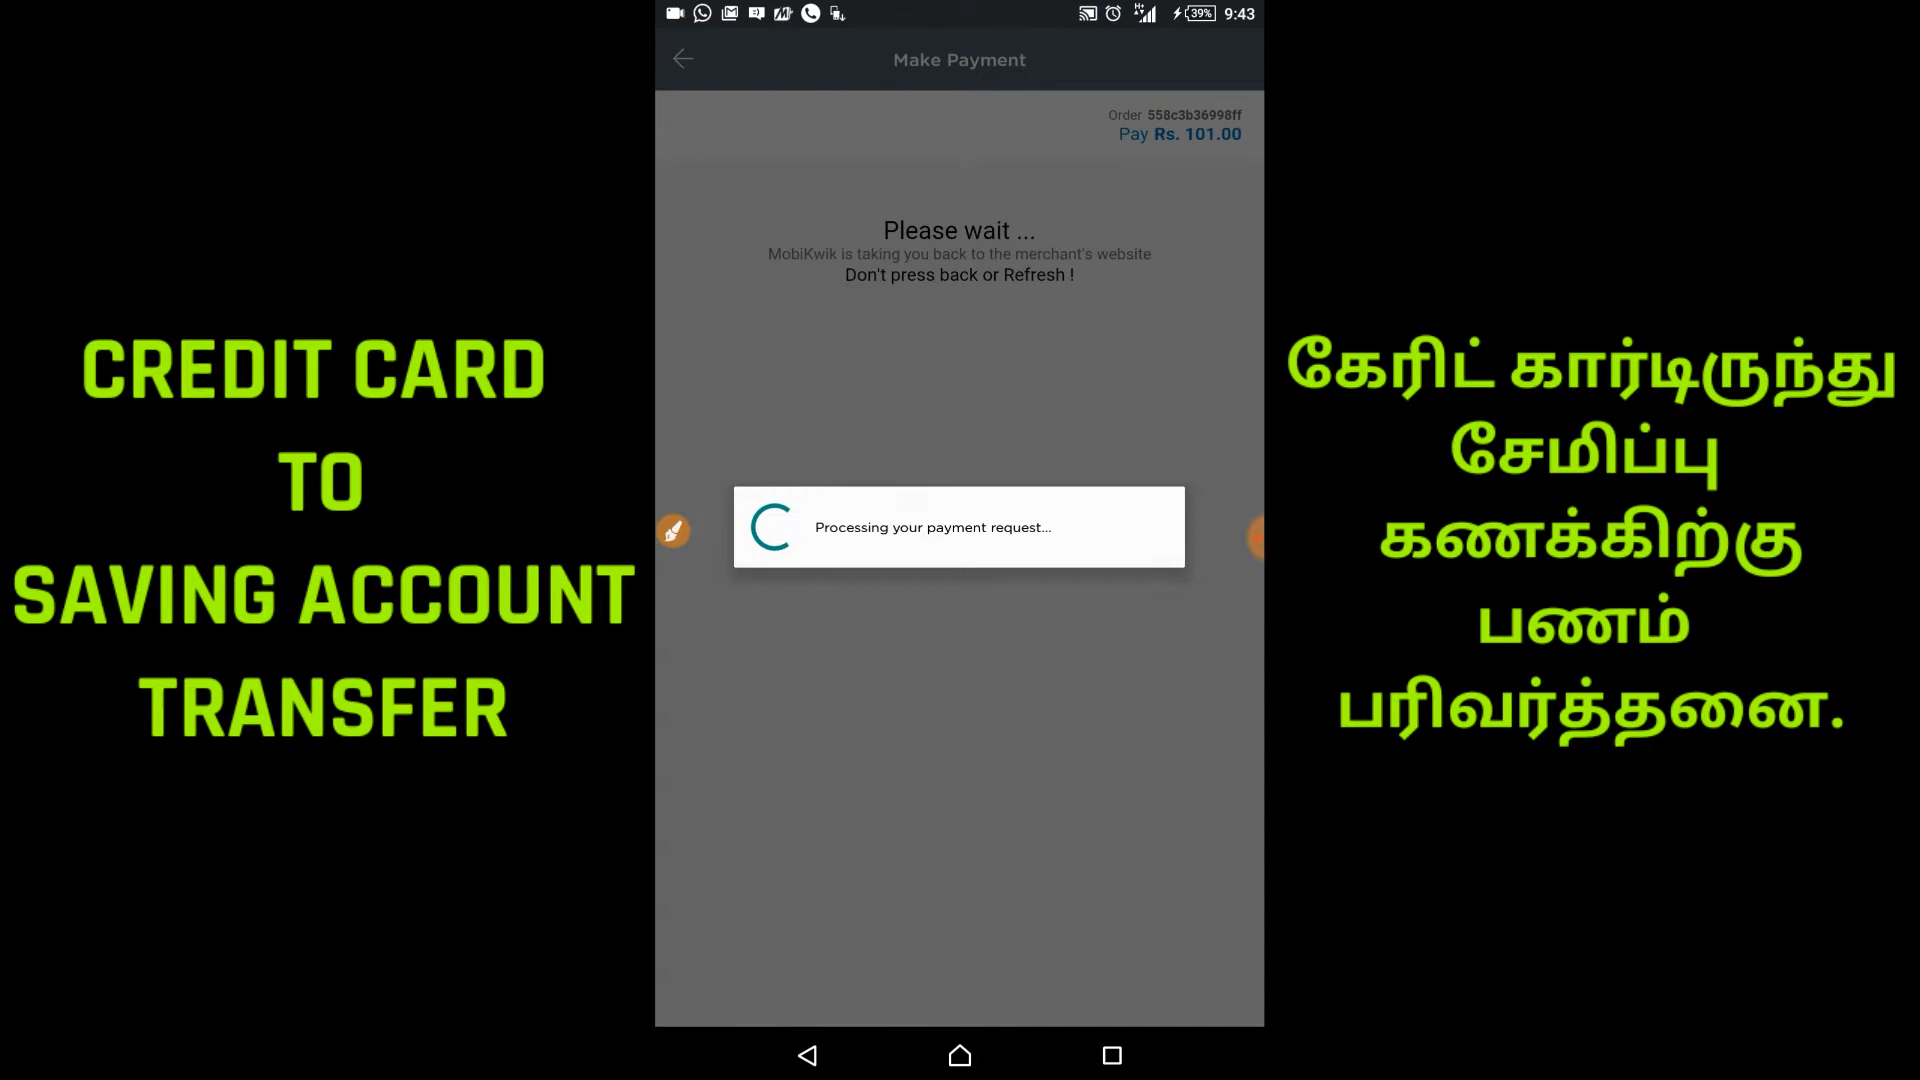 39%
9:43
Make Payment
Order 558c3b36998ff
Pay Rs. 101.00
Please wait ...
MobiKwik is taking you back to the merchant's website
Don't press back or Refresh !
Processing your payment request...
CREDIT CARD
TO
SAVING ACCOUNT
TRANSFER
கேரிட் கார்டிருந்து
சேமிப்பு
கணக்கிற்கு
பணம்
பரிவர்த்தனை.